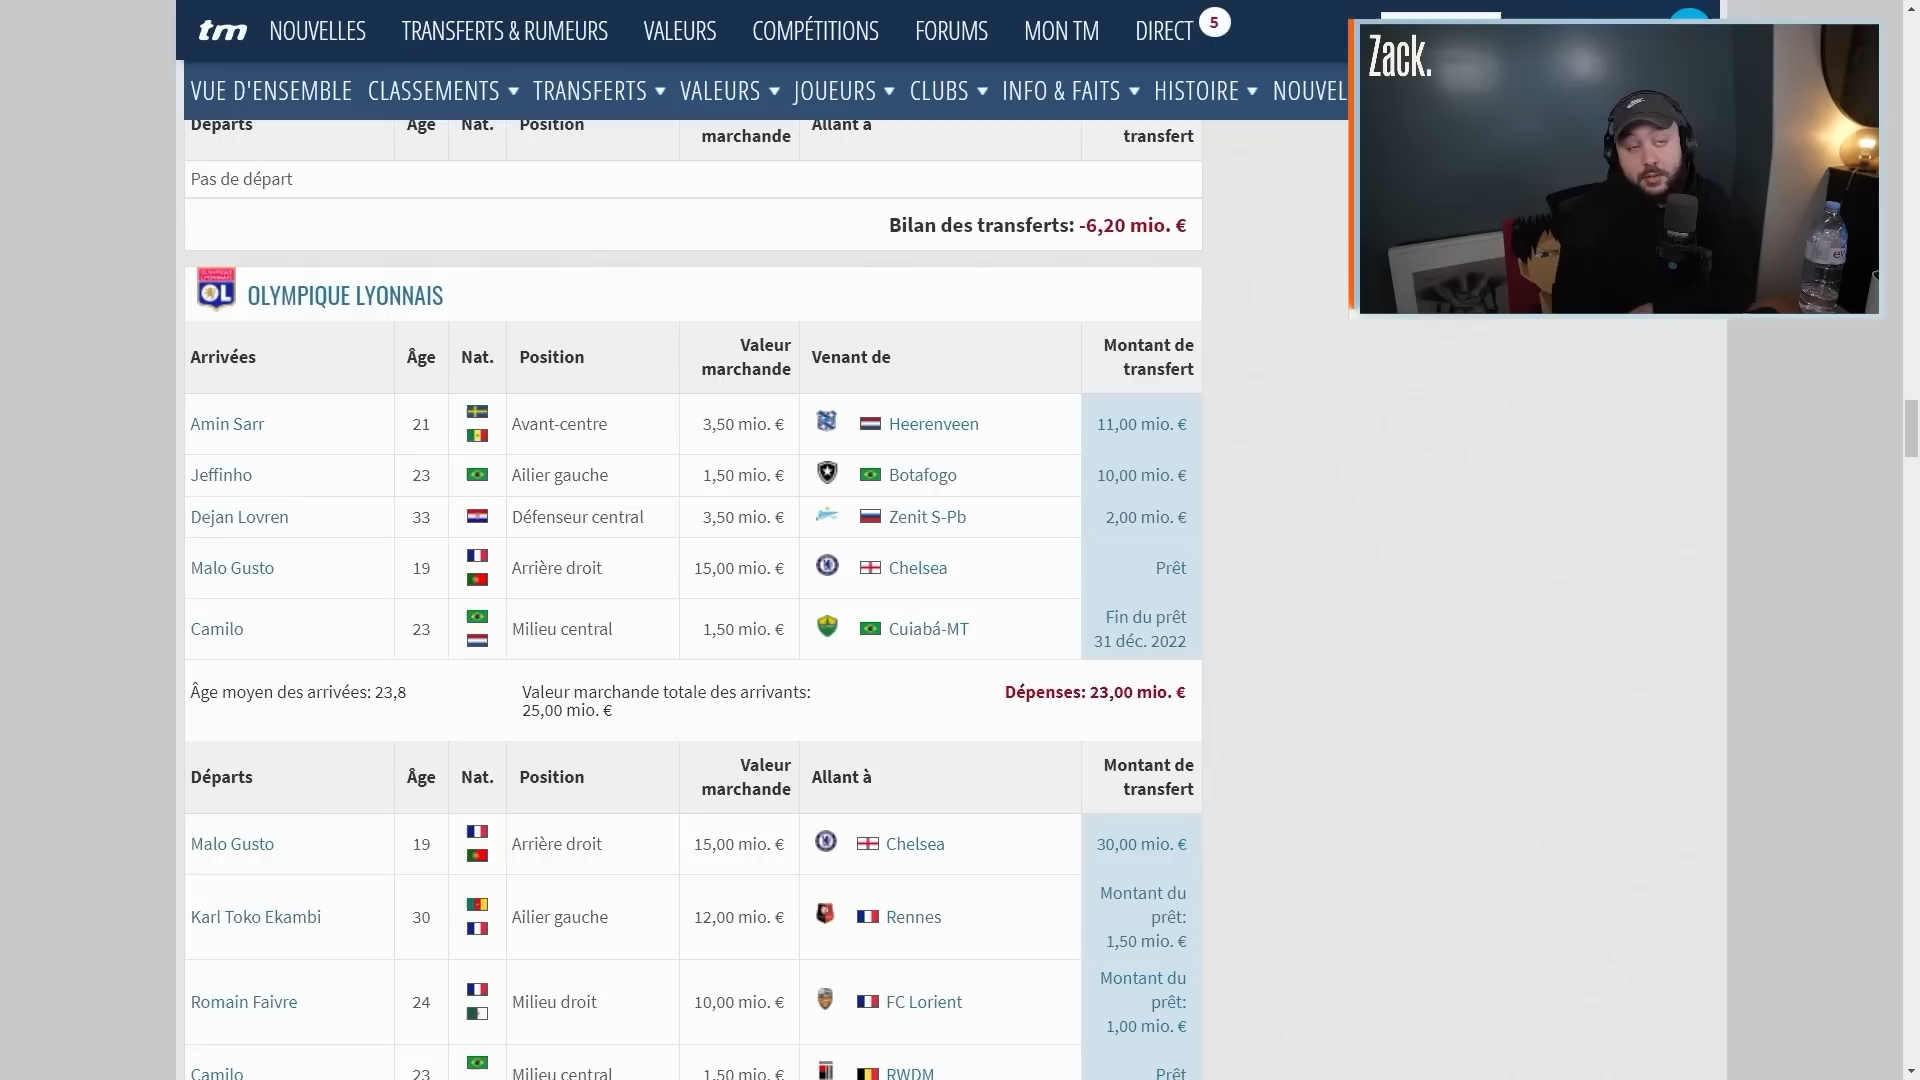 tm NOUVELLES TRANSFERTS & RUMEURS VALEURS COMPÉTITIONS FORUMS MON TM DIRECT 5
Zack.
VUE D'ENSEMBLE CLASSEMENTS TRANSFERTS VALEURS JOUEURS CLUBS INFO & FAITS HISTOIRE NOUVEL
Départs Âge Nat. Position marchande Allant à transfert
Pas de départ
Bilan des transferts: -6,20 mio. €
OL OLYMPIQUE LYONNAIS
Arrivées Âge Nat. Position Valeur marchande Venant de Montant de transfert
Amin Sarr 21 Avant-centre 3,50 mio. € Heerenveen 11,00 mio. €
Jeffinho 23 Ailier gauche 1,50 mio. € Botafogo 10,00 mio. €
Dejan Lovren 33 Défenseur central 3,50 mio. € Zenit S-Pb 2,00 mio. €
Malo Gusto 19 Arrière droit 15,00 mio. € Chelsea Prêt
Camilo 23 Milieu central 1,50 mio. € Cuiabá-MT Fin du prêt 31 déc. 2022
Âge moyen des arrivées: 23,8 Valeur marchande totale des arrivants: 25,00 mio. € Dépenses: 23,00 mio. €
Départs Âge Nat. Position Valeur marchande Allant à Montant de transfert
Malo Gusto 19 Arrière droit 15,00 mio. € Chelsea 30,00 mio. €
Karl Toko Ekambi 30 Ailier gauche 12,00 mio. € Rennes Montant du prêt: 1,50 mio. €
Romain Faivre 24 Milieu droit 10,00 mio. € FC Lorient Montant du prêt: 1,00 mio. €
Camilo 23 Milieu central 1,50 mio. € RWDM Prêt